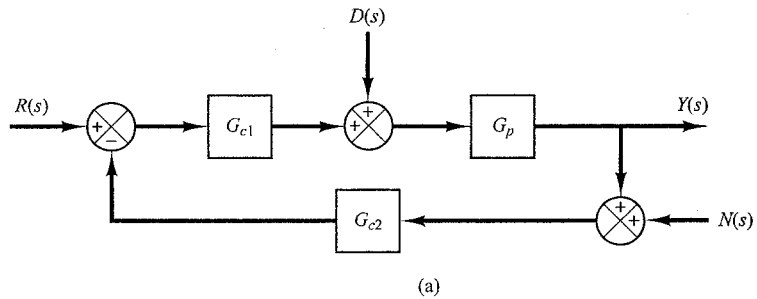 D(s)
R(s)
+
−
G_{c1}
+
+
G_p
Y(s)
G_{c2}
+
+
N(s)
(a)